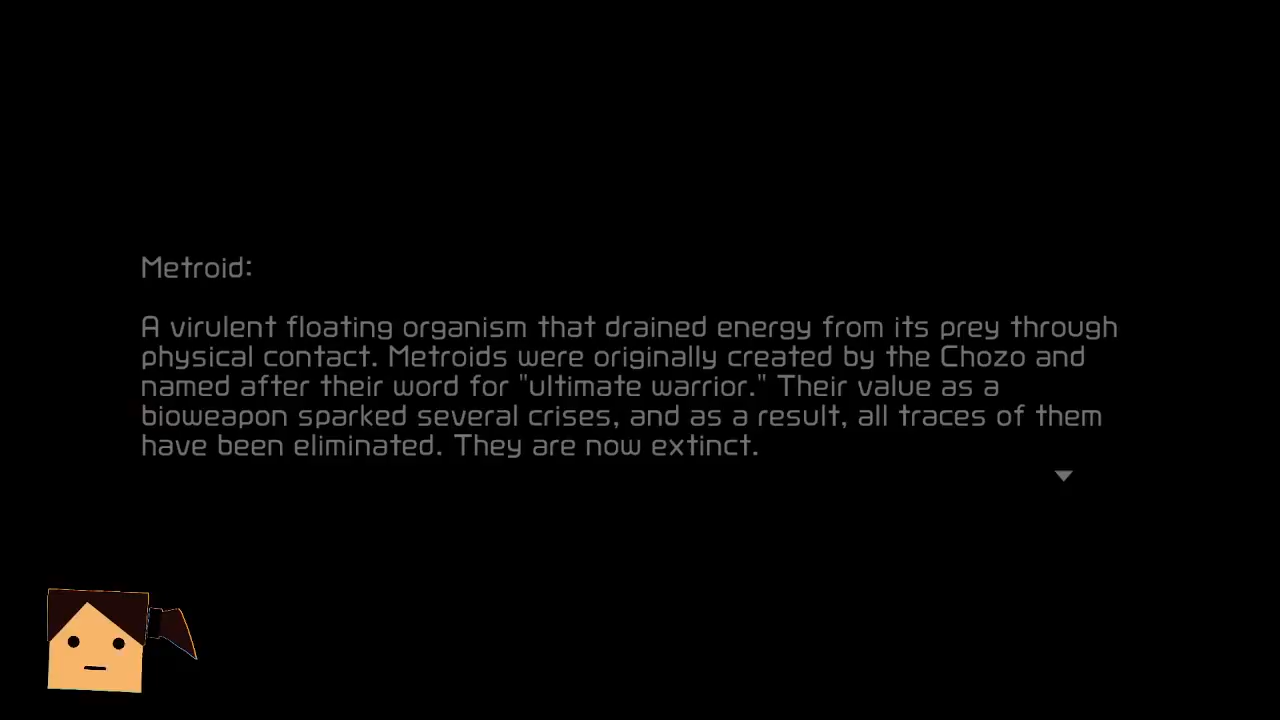 Metroid:
A virulent floating organism that drained energy from its prey through
physical contact. Metroids were originally created by the Chozo and
named after their word for "ultimate warrior." Their value as a
bioweapon sparked several crises, and as a result, all traces of them
have been eliminated. They are now extinct.